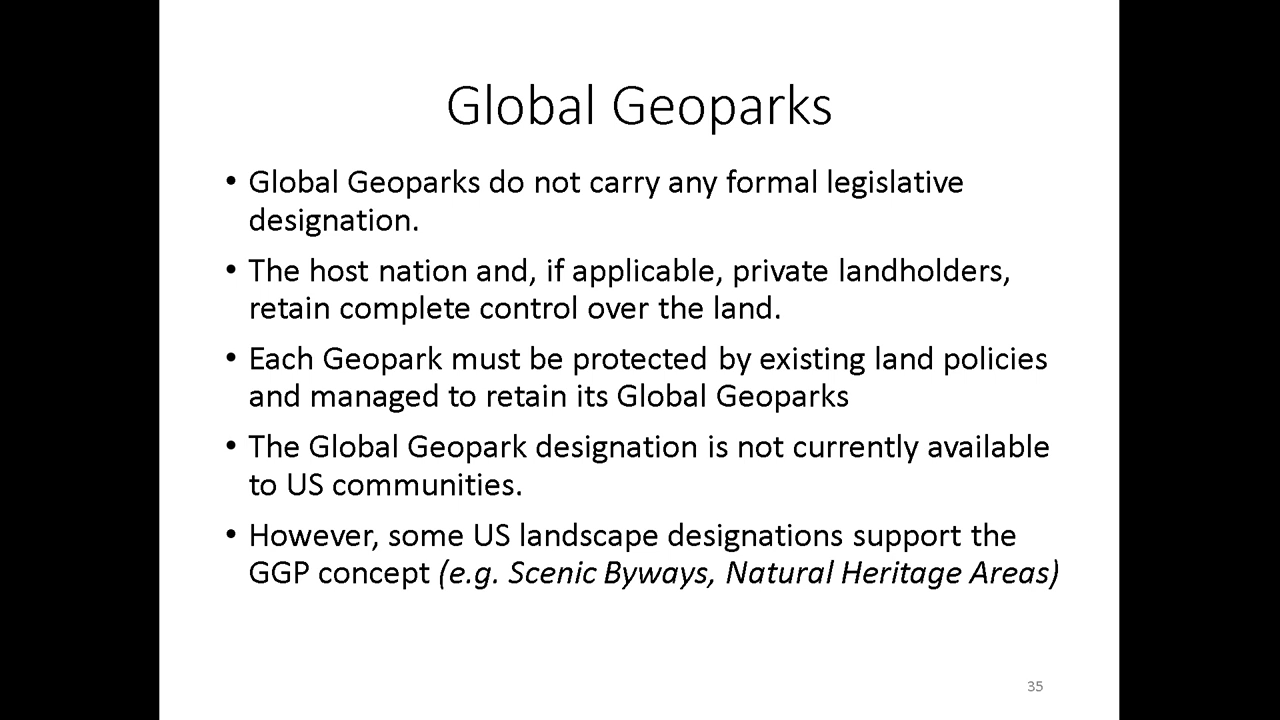 Global Geoparks
• Global Geoparks do not carry any formal legislative
designation.
• The host nation and, if applicable, private landholders,
retain complete control over the land.
• Each Geopark must be protected by existing land policies
and managed to retain its Global Geoparks
• The Global Geopark designation is not currently available
to US communities.
• However, some US landscape designations support the
GGP concept (e.g. Scenic Byways, Natural Heritage Areas)
35